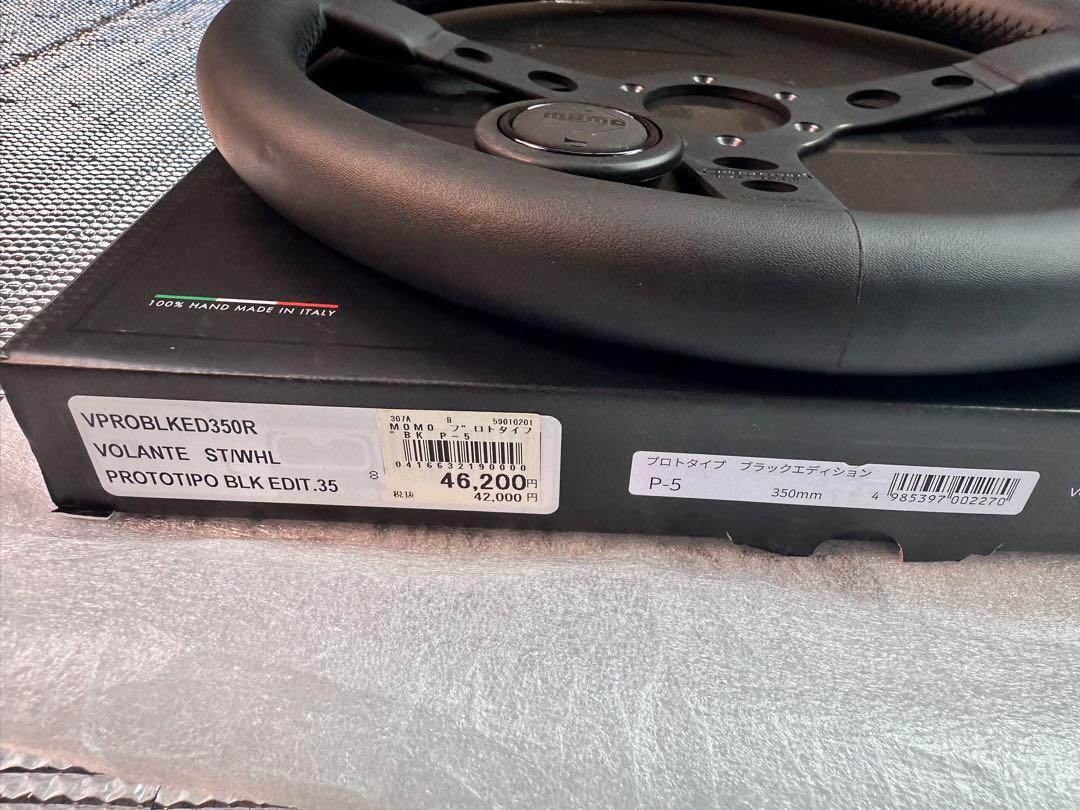 momo
100% HAND MADE IN ITALY
VPROBLKED350R
VOLANTE ST/WHL
PROTOTIPO BLK EDIT.35
8
307A B 59010201
MOMO プロトタイプ
BK P-5
0416632190000
46,200円
税抜 42,000円
プロトタイプ ブラックエディション
P-5 350mm
4 985397 002270